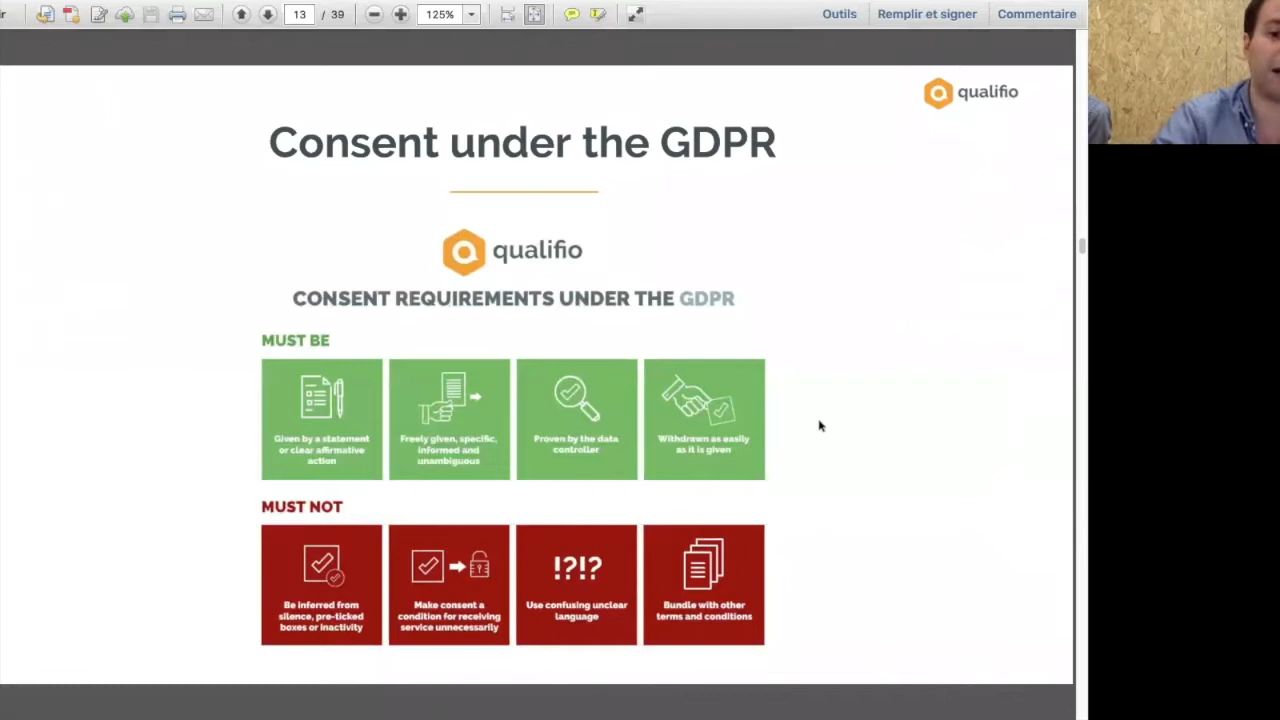 13 / 39
125%
Outils
Remplir et signer
Commentaire
qualifio
Consent under the GDPR
qualifio
CONSENT REQUIREMENTS UNDER THE GDPR
MUST BE
Given by a statement
or clear affirmative
action
Freely given, specific,
informed and
unambiguous
Proven by the data
controller
Withdrawn as easily
as it is given
MUST NOT
Be inferred from
silence, pre-ticked
boxes or inactivity
Make consent a
condition for receiving
service unnecessarily
!?!?
Use confusing unclear
language
Bundle with other
terms and conditions